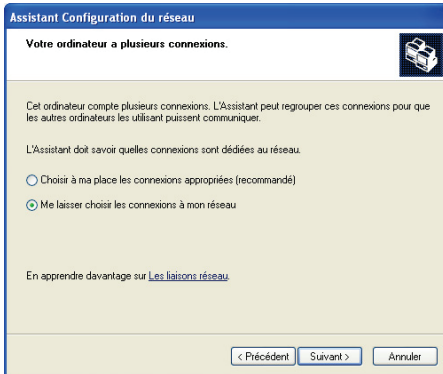 Assistant Configuration du réseau
Votre ordinateur a plusieurs connexions.
Cet ordinateur compte plusieurs connexions. L'Assistant peut regrouper ces connexions pour que
les autres ordinateurs les utilisant puissent communiquer.
L'Assistant doit savoir quelles connexions sont dédiées au réseau.
Choisir à ma place les connexions appropriées (recommandé)
Me laisser choisir les connexions à mon réseau
En apprendre davantage sur Les liaisons réseau.
< Précédent Suivant > Annuler